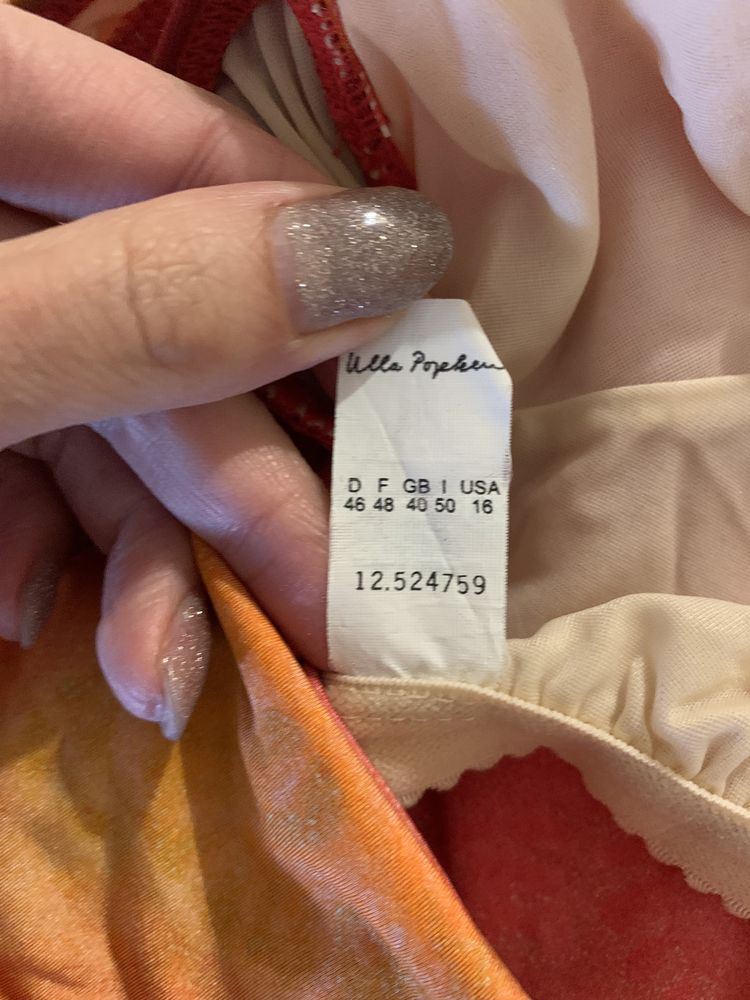 Ulla Popken
D F GB I USA
46 48 40 50 16
12.524759